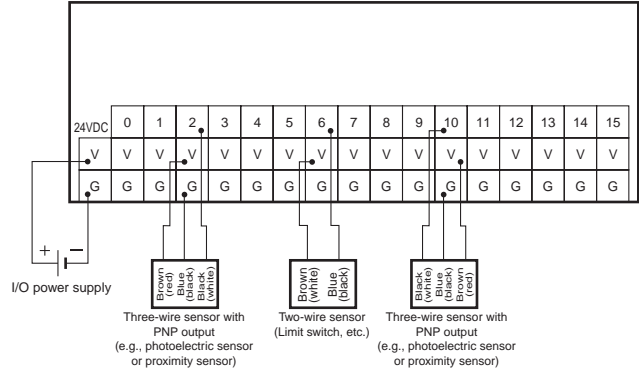 24VDC 0 1 2 3 4 5 6 7 8 9 10 11 12 13 14 15
V V V V V V V V V V V V V V V V V
G G G G G G G G G G G G G G G G G
+ −
I/O power supply
Brown (red)
Blue (black)
Black (white)
Brown (white)
Blue (black)
Black (white)
Blue (black)
Brown (red)
Three-wire sensor with
PNP output
(e.g., photoelectric sensor
or proximity sensor)
Two-wire sensor
(Limit switch, etc.)
Three-wire sensor with
PNP output
(e.g., photoelectric sensor
or proximity sensor)